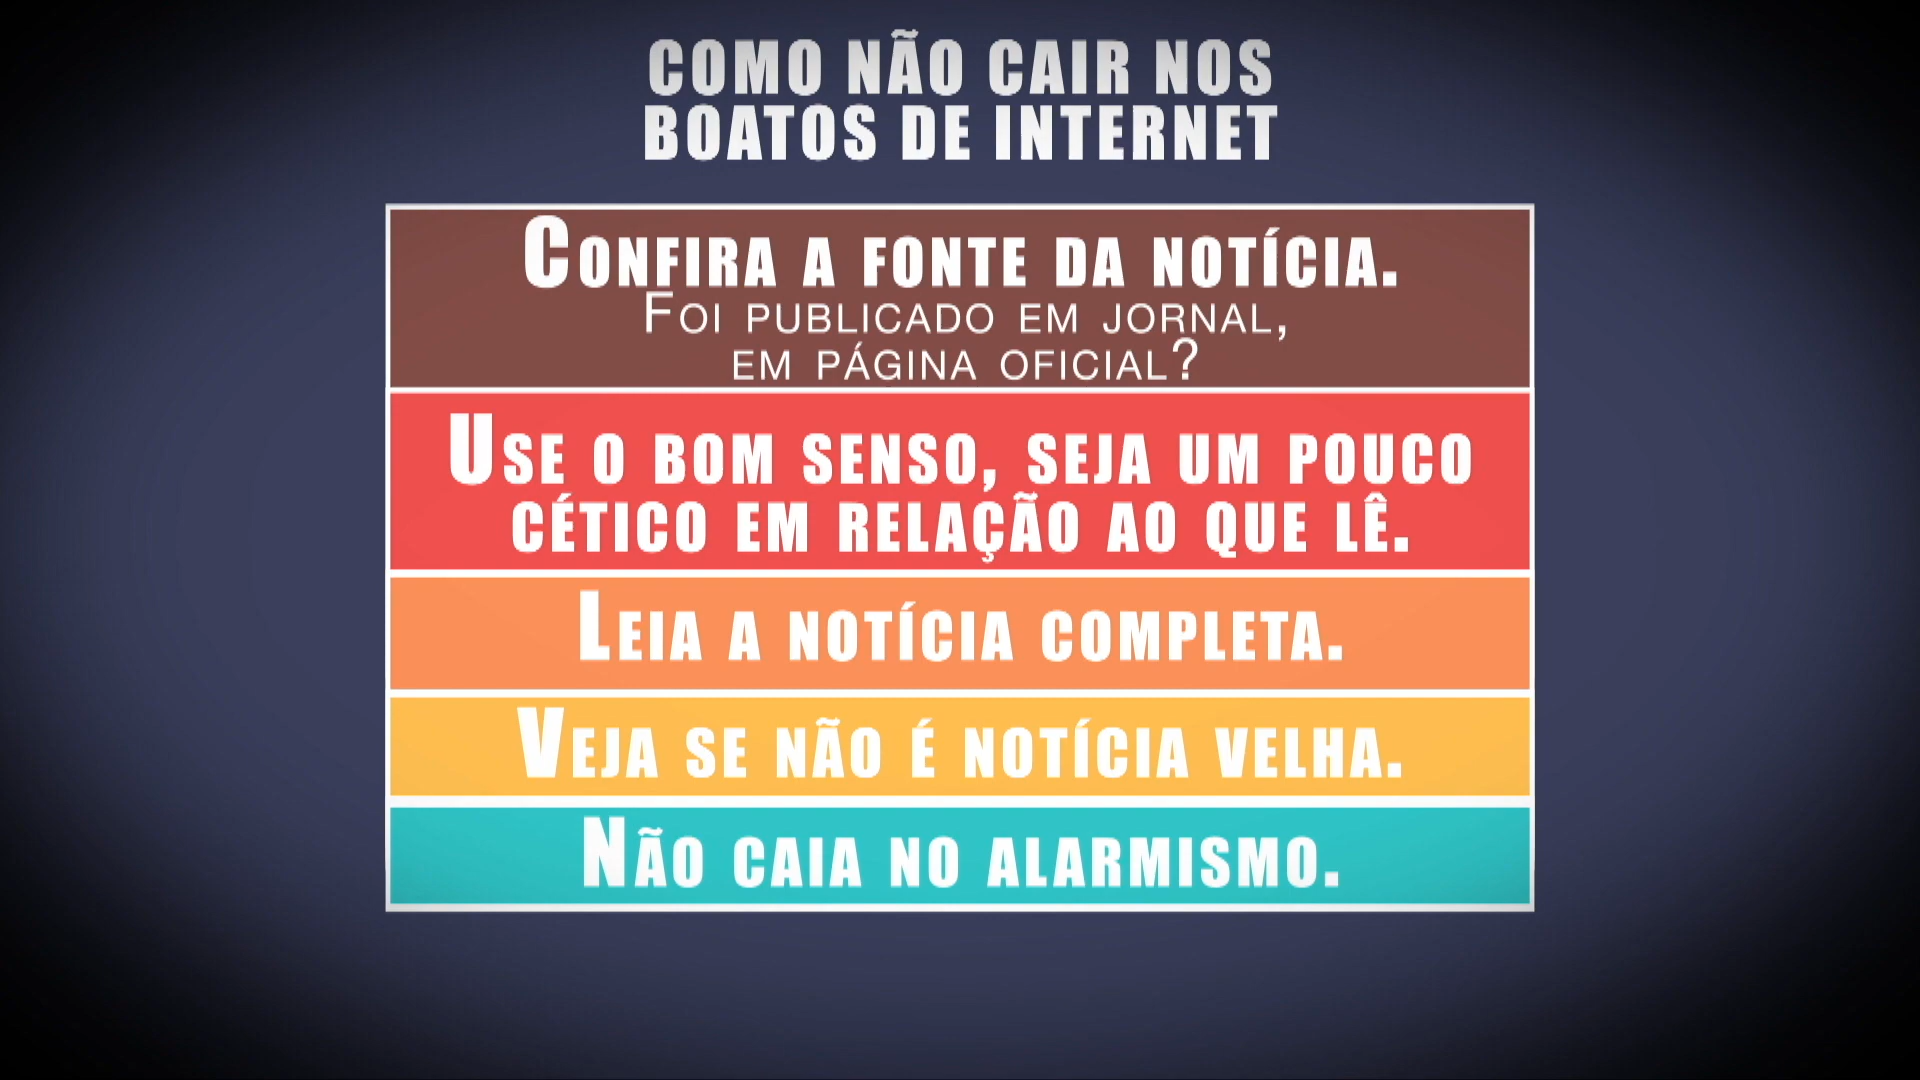 COMO NÃO CAIR NOS
BOATOS DE INTERNET
CONFIRA A FONTE DA NOTÍCIA.
FOI PUBLICADO EM JORNAL,
EM PÁGINA OFICIAL?
USE O BOM SENSO, SEJA UM POUCO
CÉTICO EM RELAÇÃO AO QUE LÊ.
LEIA A NOTÍCIA COMPLETA.
VEJA SE NÃO É NOTÍCIA VELHA.
NÃO CAIA NO ALARMISMO.